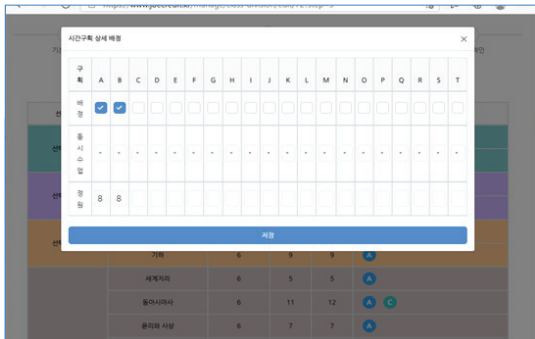 시간구획 상세 배정 ×
구획 A B C D E F G H I J K L M N O P Q R S T
배정
동시수업 - - - - - - - - - - - - - - - - - - - -
정원 8 8
저장
기하 6 9 9 A
세계지리 6 5 5 A
동아시아사 6 11 12 A C
윤리와 사상 6 7 7 A